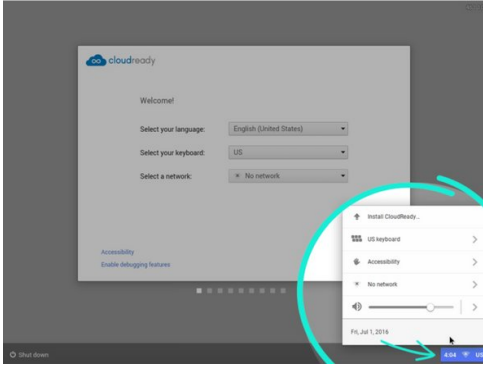 cloudready
Welcome!
Select your language: English (United States)
Select your keyboard: US
Select a network: No network
Accessibility
Enable debugging features
Install CloudReady...
US keyboard
Accessibility
No network
Fri, Jul 1, 2016
Shut down
4:04 US